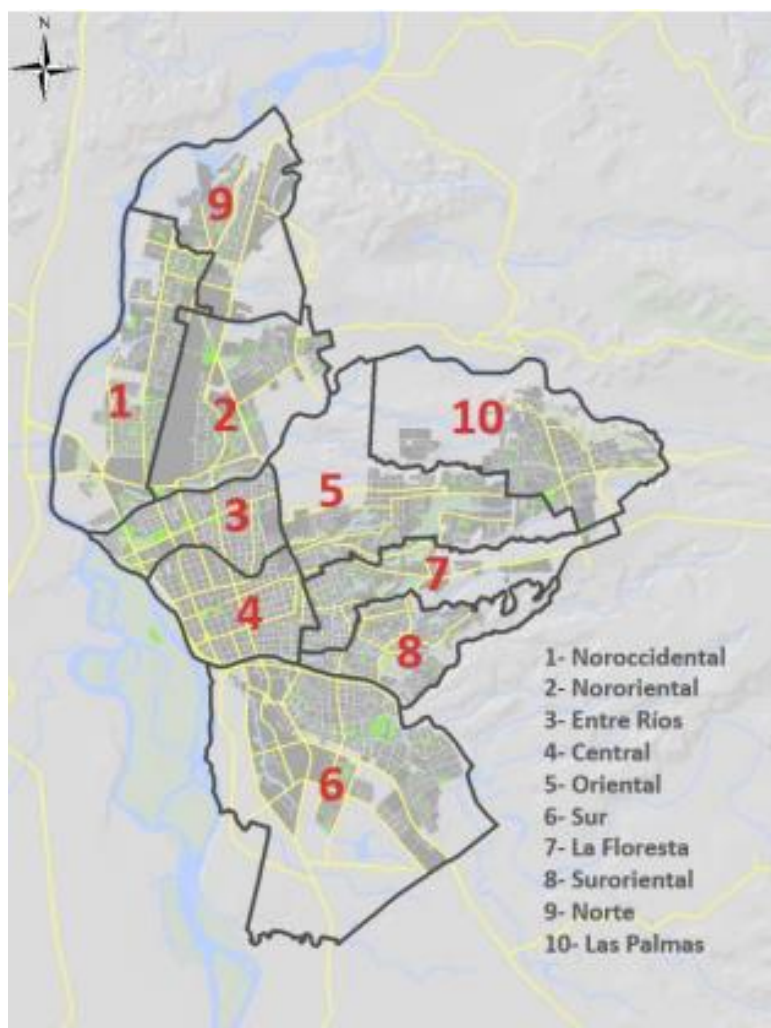 N
9
1
2
10
5
3
7
4
8
6
1- Noroccidental
2- Nororiental
3- Entre Ríos
4- Central
5- Oriental
6- Sur
7- La Floresta
8- Suroriental
9- Norte
10- Las Palmas